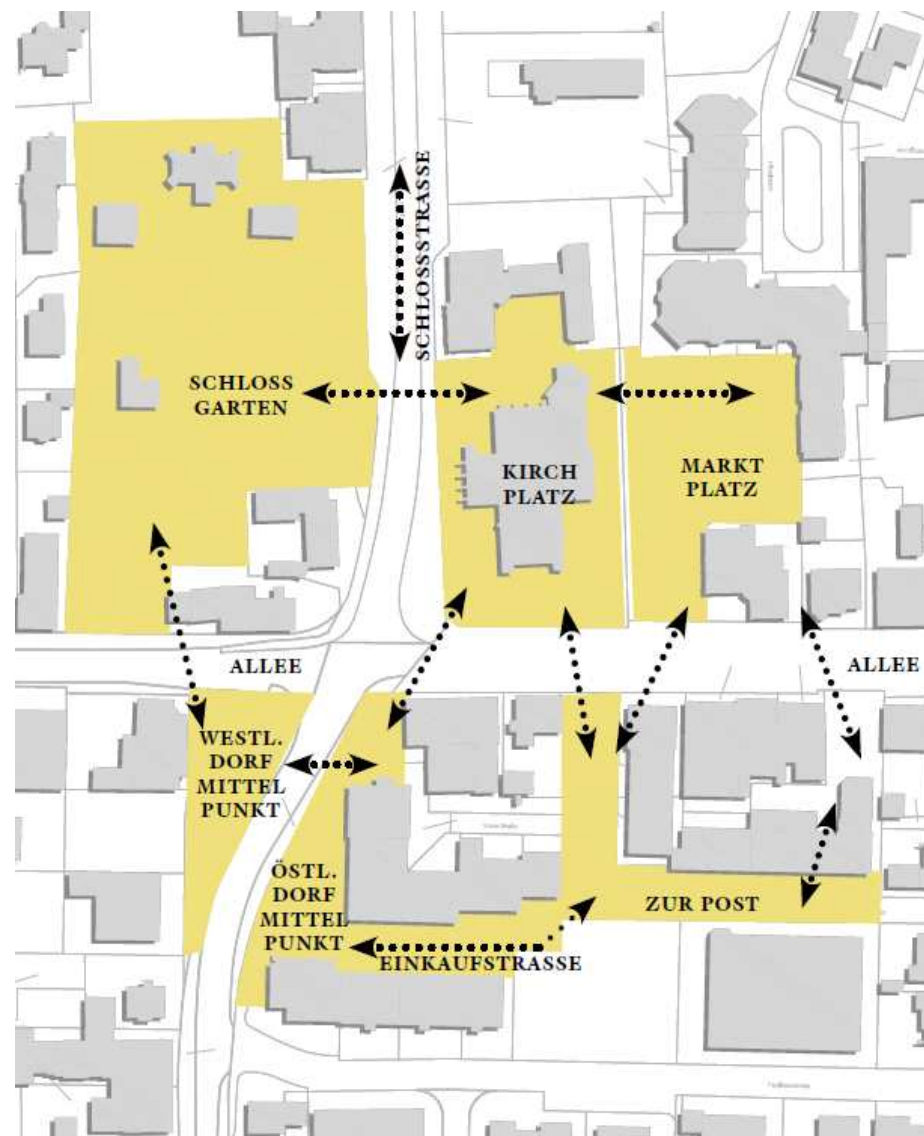 SCHLOSSSTRASSE
SCHLOSS
GARTEN
KIRCH
PLATZ
MARKT
PLATZ
ALLEE
ALLEE
WESTL.
DORF
MITTEL
PUNKT
ÖSTL.
DORF
MITTEL
PUNKT
ZUR POST
EINKAUFSTRASSE